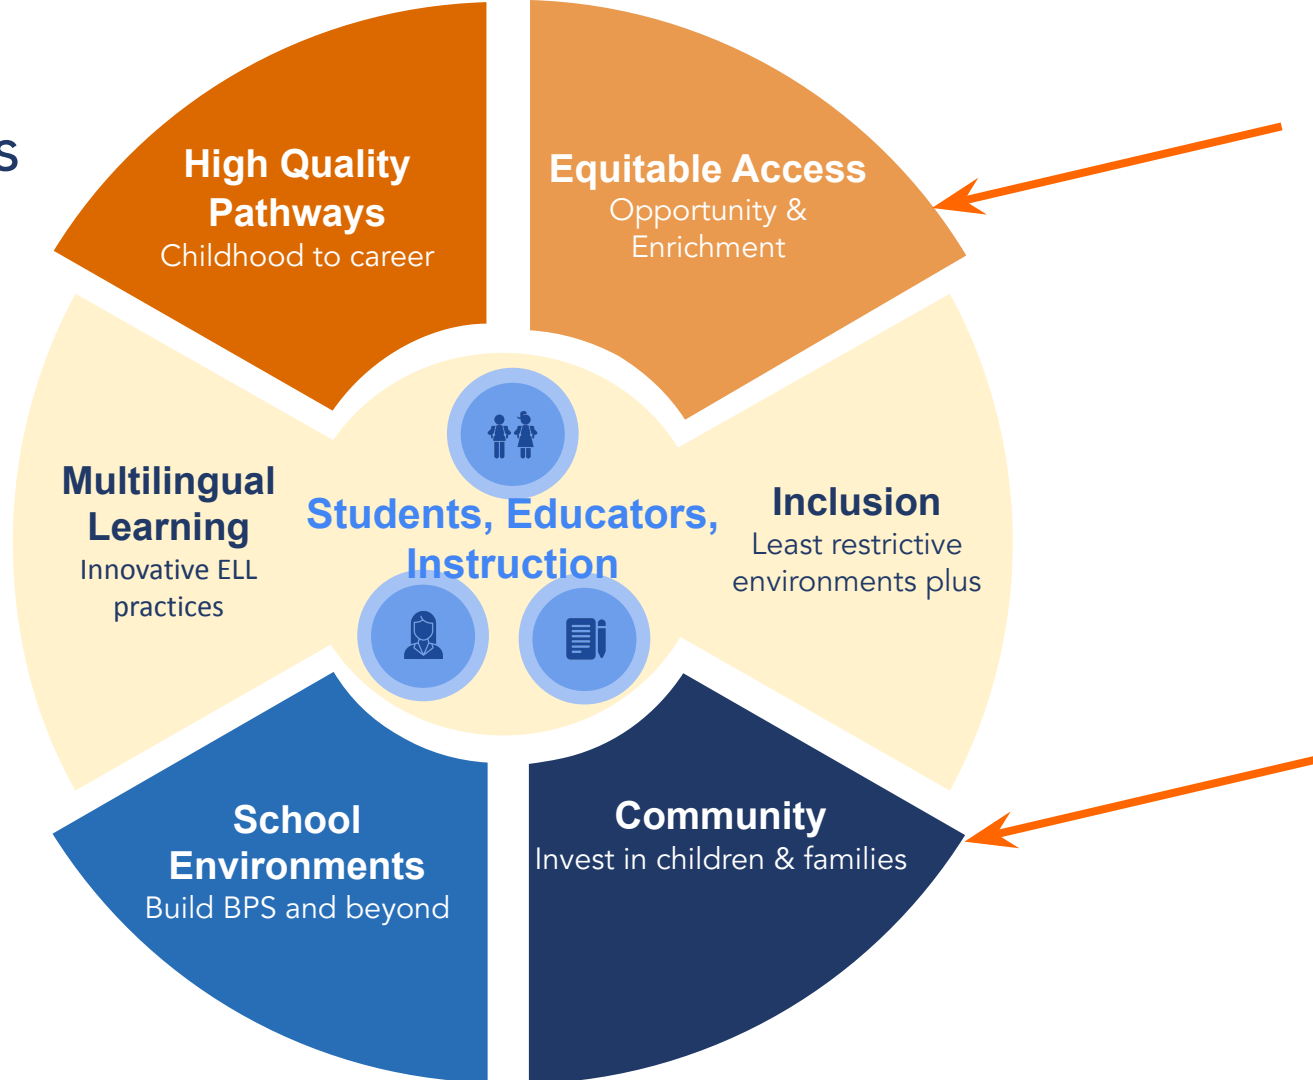 s
High Quality
Pathways
Childhood to career
Equitable Access
Opportunity &
Enrichment
Multilingual
Learning
Innovative ELL
practices
Students, Educators,
Instruction
Inclusion
Least restrictive
environments plus
School
Environments
Build BPS and beyond
Community
Invest in children & families